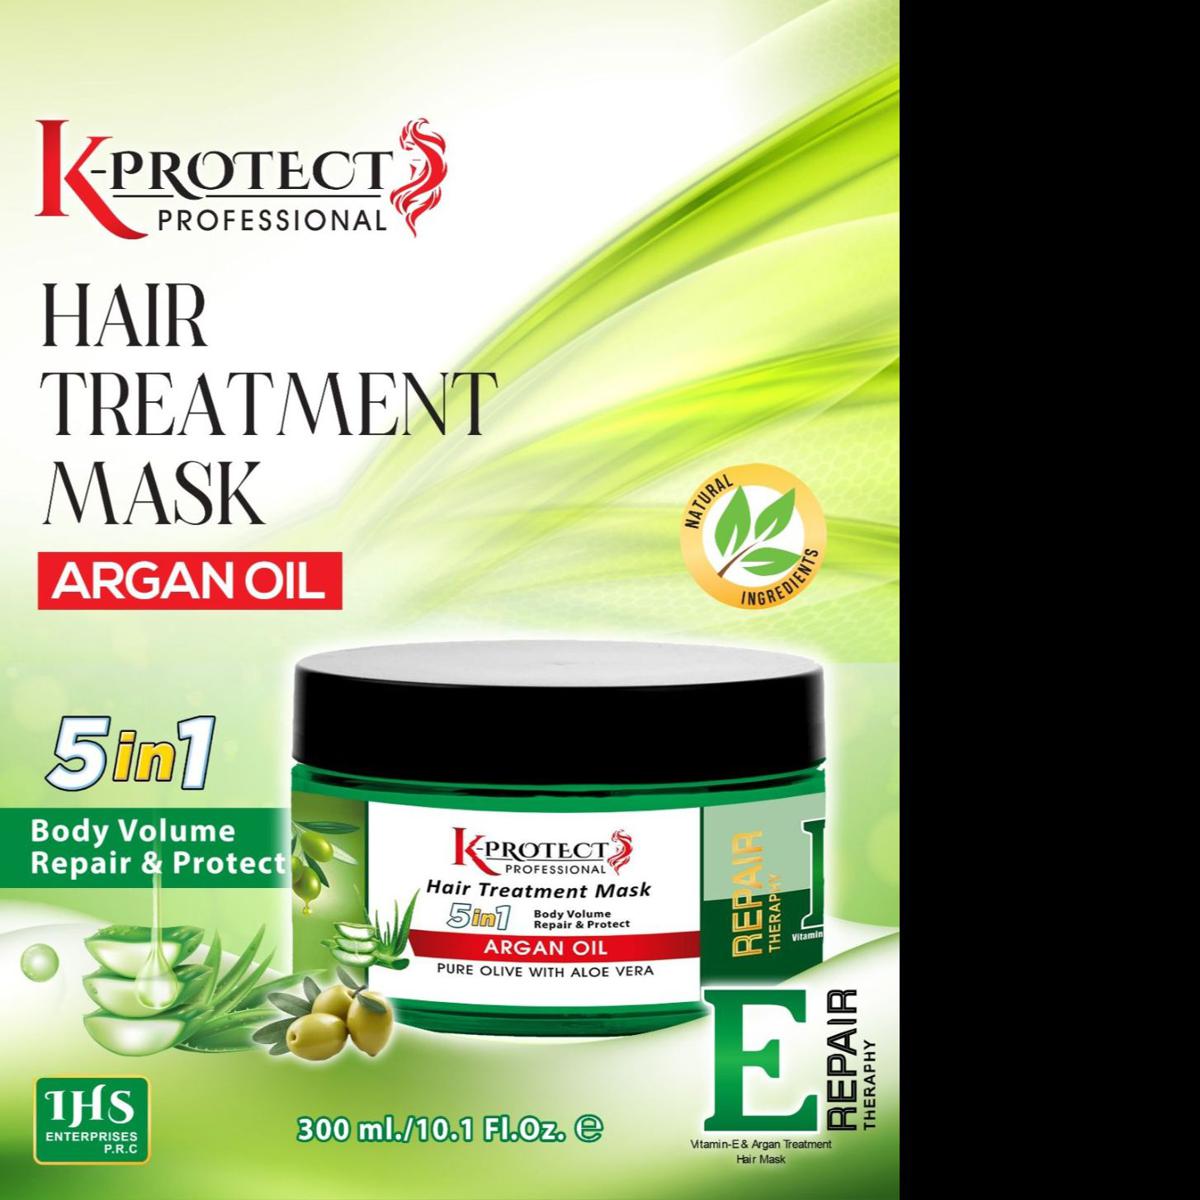 K-PROTECT
PROFESSIONAL
HAIR
TREATMENT
MASK
ARGAN OIL
NATURAL
INGREDIENTS
5in1
Body Volume
Repair & Protect
K-PROTECT
PROFESSIONAL
Hair Treatment Mask
5in1
Body Volume
Repair & Protect
ARGAN OIL
PURE OLIVE WITH ALOE VERA
REPAIR
THERAPHY
Vitamin
E
REPAIR
THERAPHY
Vitamin-E & Argan Treatment
Hair Mask
300 ml./10.1 Fl.Oz. ℮
THS
ENTERPRISES
P.R.C